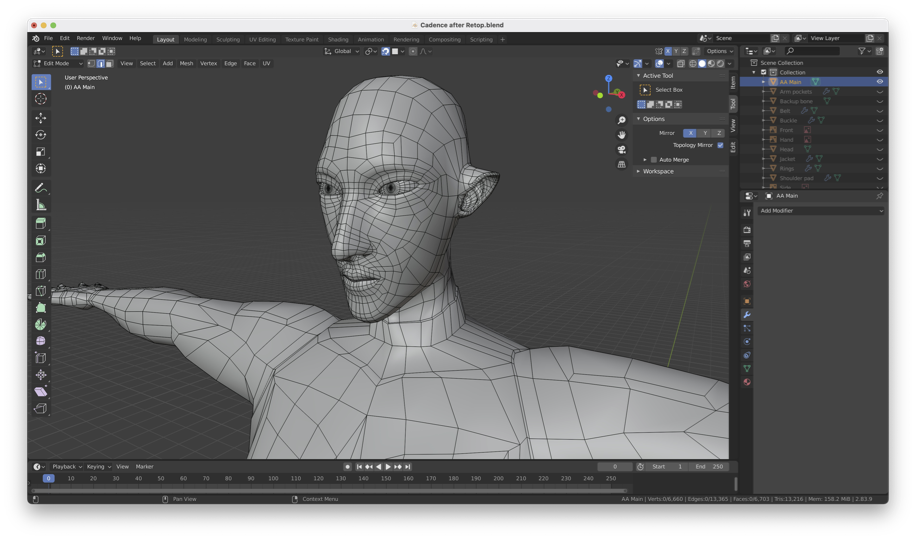 Cadence after Retop.blend
File Edit Render Window Help Layout Modeling Sculpting UV Editing Texture Paint Shading Animation Rendering Compositing Scripting + Scene View Layer
Global X Y Z Options
Edit Mode View Select Add Mesh Vertex Edge Face UV
User Perspective
(0) AA Main
Z
Active Tool
Select Box
Options
Mirror X Y Z
Topology Mirror
Auto Merge
Workspace
Item
Tool
View
Edit
Scene Collection
Collection
AA Main
Arm pockets
Backup bone
Belt
Buckle
Front
Hand
Head
Jacket
Rings
Shoulder pad
AA Main
Add Modifier
Playback Keying View Marker 0 Start 1 End 250
0 10 20 30 40 50 60 70 80 90 100 110 120 130 140 150 160 170 180 190 200 210 220 230 240 250
Pan View Context Menu AA Main | Verts:0/6,660 | Edges:0/13,365 | Faces:0/6,703 | Tris:13,216 | Mem: 158.2 MiB | 2.83.9